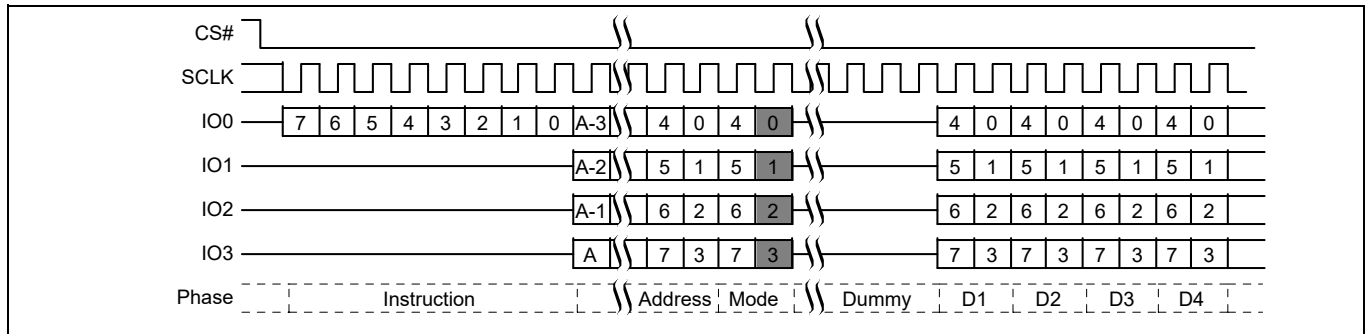 CS#
SCLK
IO0 7 6 5 4 3 2 1 0 A-3 4 0 4 0 4 0 4 0 4 0 4 0
IO1 A-2 5 1 5 1 5 1 5 1 5 1 5 1
IO2 A-1 6 2 6 2 6 2 6 2 6 2 6 2
IO3 A 7 3 7 3 7 3 7 3 7 3 7 3
Phase Instruction Address Mode Dummy D1 D2 D3 D4